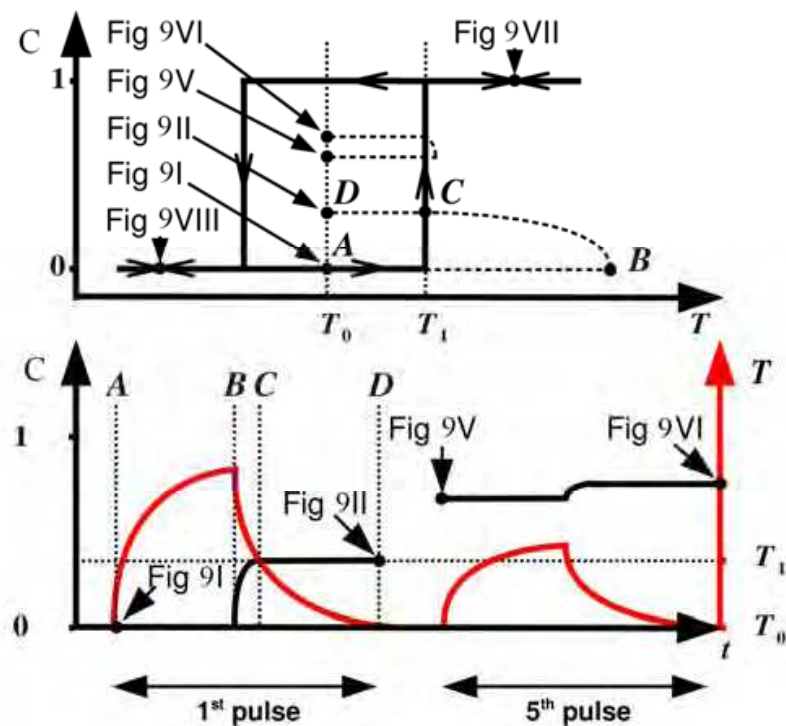 Fig 9VI
Fig 9VII
C
Fig 9V
1
Fig 9II
Fig 9I
D
C
Fig 9VIII
A
0
B
T₀
T₁
T
C
A
B
C
D
T
Fig 9V
Fig 9VI
1
Fig 9II
T₁
Fig 9I
0
T₀
t
1ˢᵗ pulse
5ᵗʰ pulse